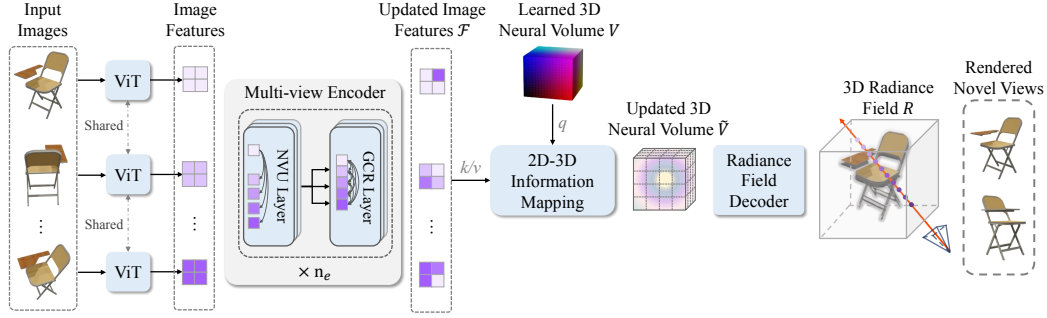 Input
Images
Image
Features
Updated Image
Features ℱ
Learned 3D
Neural Volume V
ViT
Shared
ViT
Shared
ViT
⋮
⋮
Multi-view Encoder
NVU Layer
GCR Layer
× nₑ
⋮
k/v
q
2D-3D
Information
Mapping
Updated 3D
Neural Volume Ṽ
Radiance
Field
Decoder
3D Radiance
Field R
Rendered
Novel Views